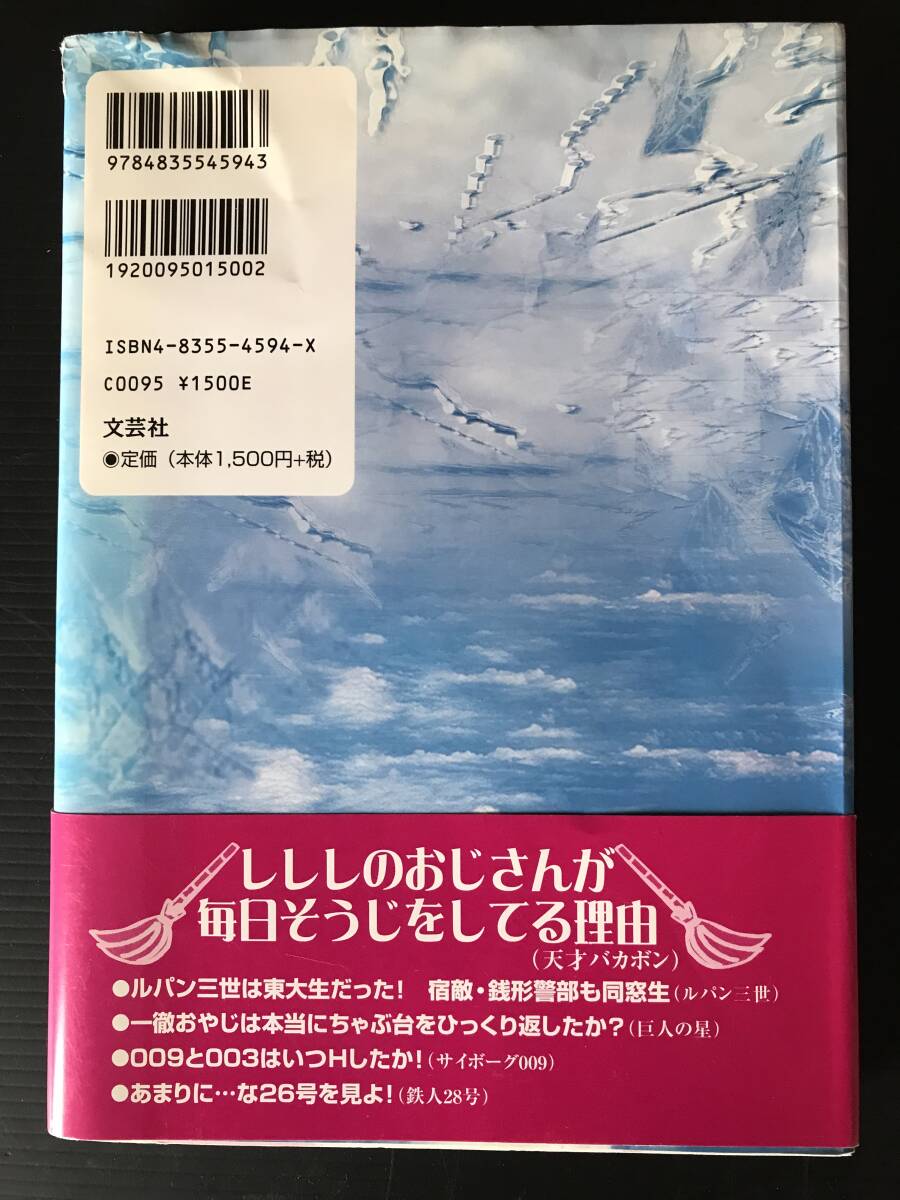 9784835545943
1920095015002
ISBN4-8355-4594-X
C0095 ¥1500E
文芸社
●定価（本体1,500円+税）
しししのおじさんが
毎日そうじをしてる理由
（天才バカボン）
●ルパン三世は東大生だった！ 宿敵・銭形警部も同窓生（ルパン三世）
●一徹おやじは本当にちゃぶ台をひっくり返したか？（巨人の星）
●009と003はいつHしたか！（サイボーグ009）
●あまりに…な26号を見よ！（鉄人28号）